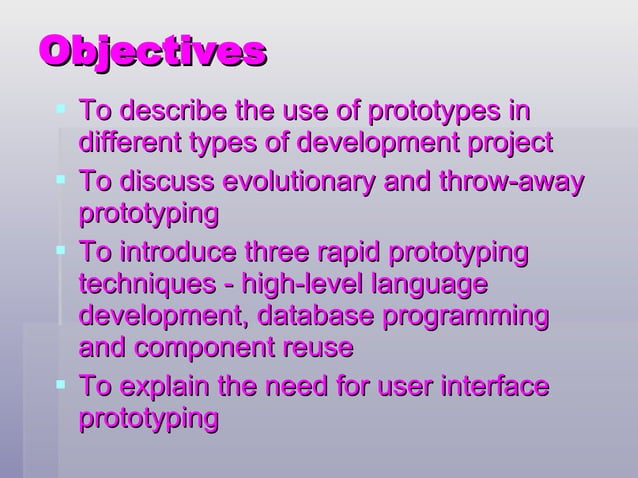 Objectives
To describe the use of prototypes in
different types of development project
To discuss evolutionary and throw-away
prototyping
To introduce three rapid prototyping
techniques - high-level language
development, database programming
and component reuse
To explain the need for user interface
prototyping